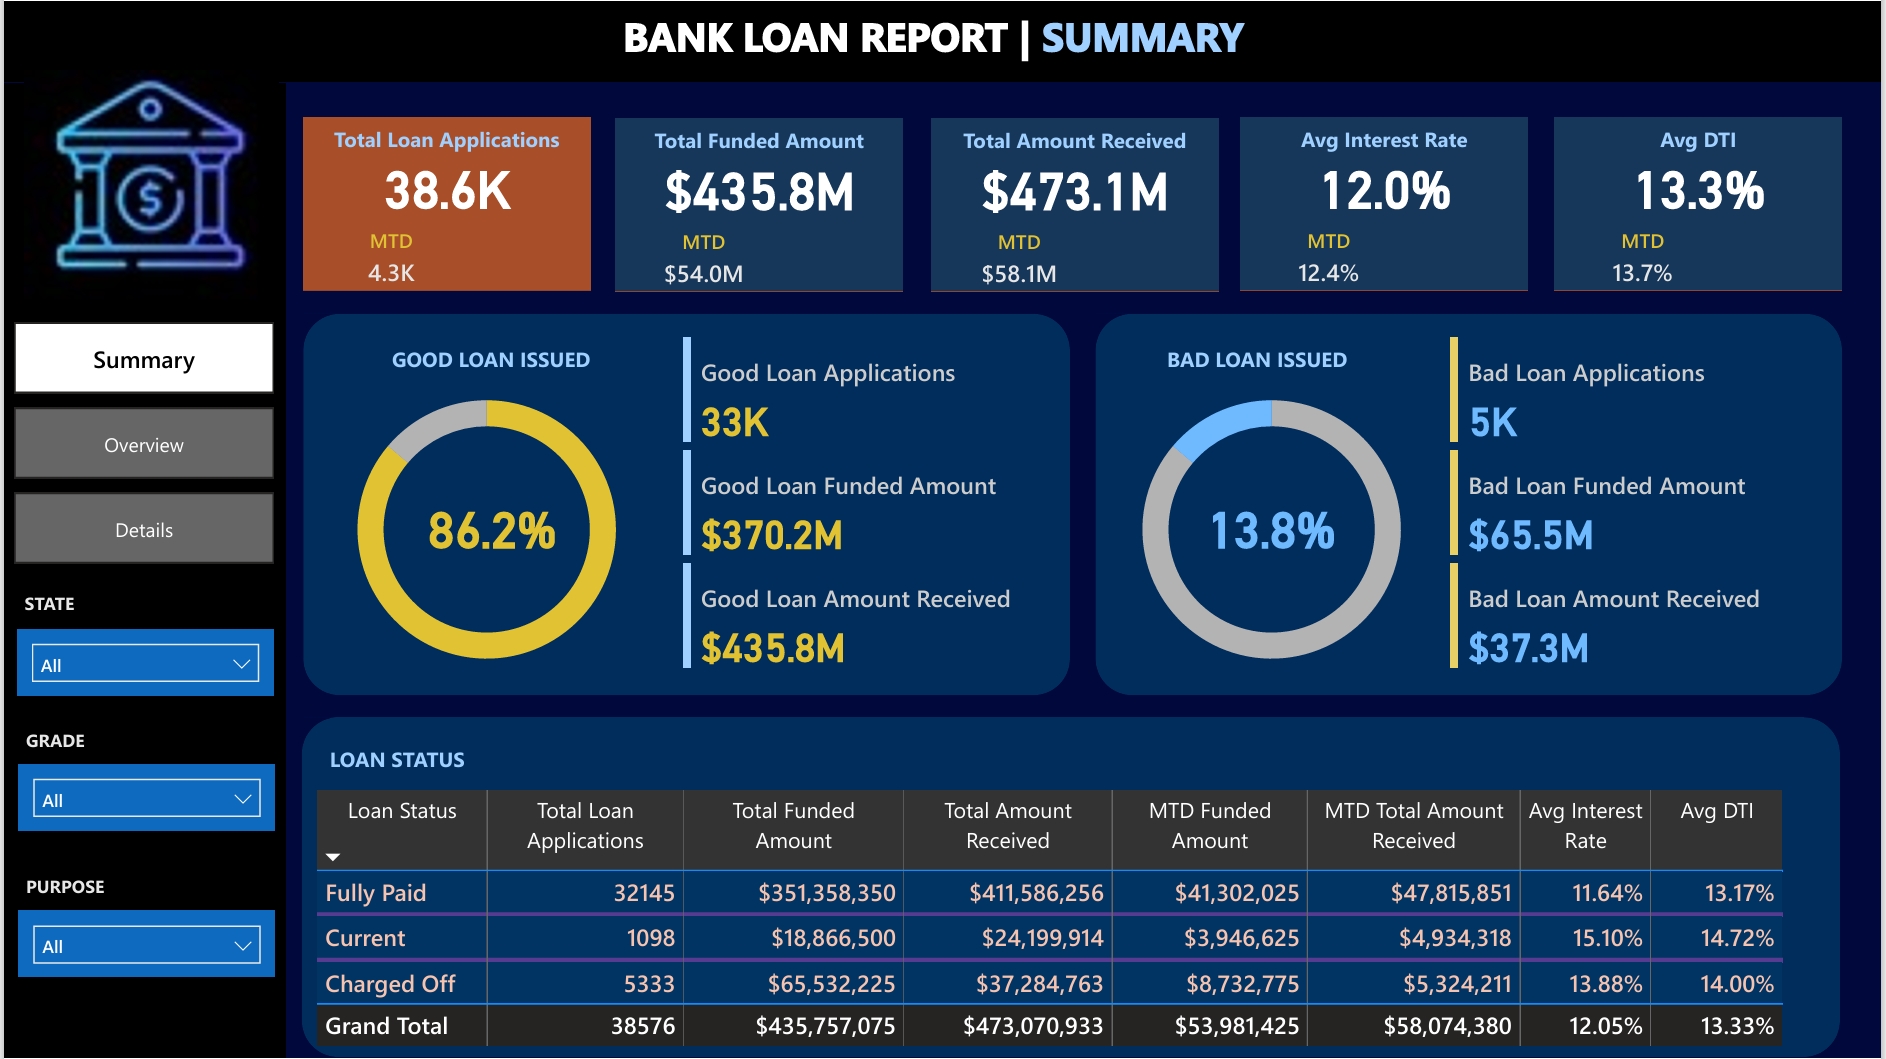 BANK LOAN REPORT | SUMMARY
$
Total Loan Applications
38.6K
MTD
4.3K
Total Funded Amount
$435.8M
MTD
$54.0M
Total Amount Received
$473.1M
MTD
$58.1M
Avg Interest Rate
12.0%
MTD
12.4%
Avg DTI
13.3%
MTD
13.7%
Summary
Overview
Details
STATE
All
GRADE
All
PURPOSE
All
GOOD LOAN ISSUED
86.2%
Good Loan Applications
33K
Good Loan Funded Amount
$370.2M
Good Loan Amount Received
$435.8M
BAD LOAN ISSUED
13.8%
Bad Loan Applications
5K
Bad Loan Funded Amount
$65.5M
Bad Loan Amount Received
$37.3M
LOAN STATUS
Loan Status Total Loan Total Funded Total Amount MTD Funded MTD Total Amount Avg Interest Avg DTI
Applications Amount Received Amount Received Rate
Fully Paid 32145 $351,358,350 $411,586,256 $41,302,025 $47,815,851 11.64% 13.17%
Current 1098 $18,866,500 $24,199,914 $3,946,625 $4,934,318 15.10% 14.72%
Charged Off 5333 $65,532,225 $37,284,763 $8,732,775 $5,324,211 13.88% 14.00%
Grand Total 38576 $435,757,075 $473,070,933 $53,981,425 $58,074,380 12.05% 13.33%